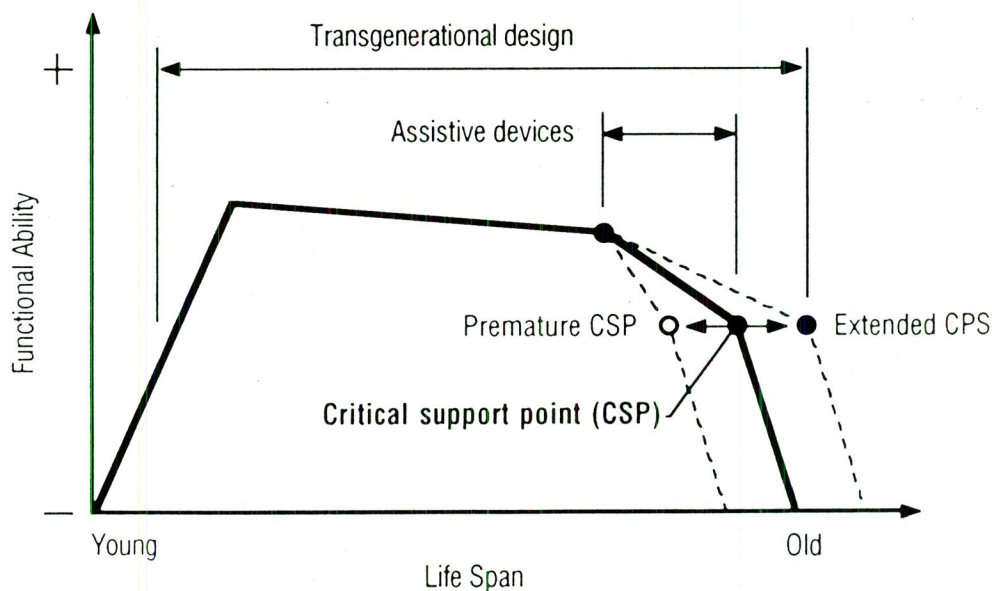 Transgenerational design
+
Assistive devices
Functional Ability
Premature CSP
Extended CPS
Critical support point (CSP)
—
Young
Old
Life Span